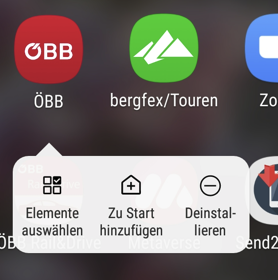 ÖBB
ÖBB
bergfex/Touren
Zo
Elemente
auswählen
Zu Start
hinzufügen
Deinstal-
lieren
ÖBB Rail&Drive
Metaverse
Send2